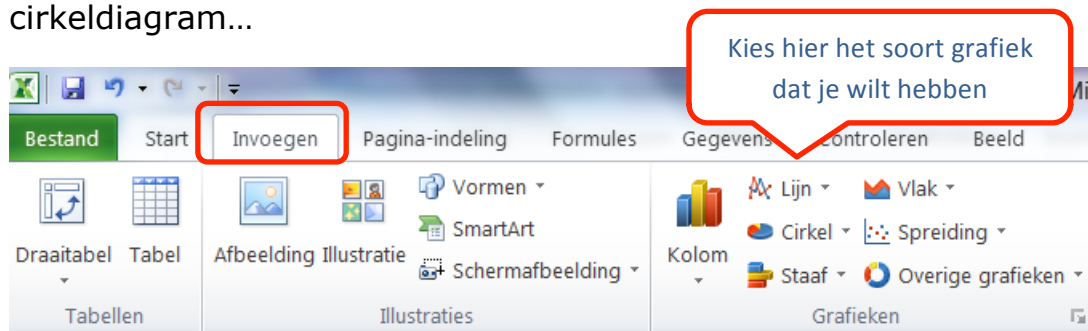 cirkeldiagram…
Kies hier het soort grafiek
dat je wilt hebben
Mi
Bestand Start Invoegen Pagina-indeling Formules Gegevens Controleren Beeld
Draaitabel Tabel Afbeelding Illustratie Vormen SmartArt Schermafbeelding Kolom Lijn Vlak Cirkel Spreiding Staaf Overige grafieken
Tabellen Illustraties Grafieken